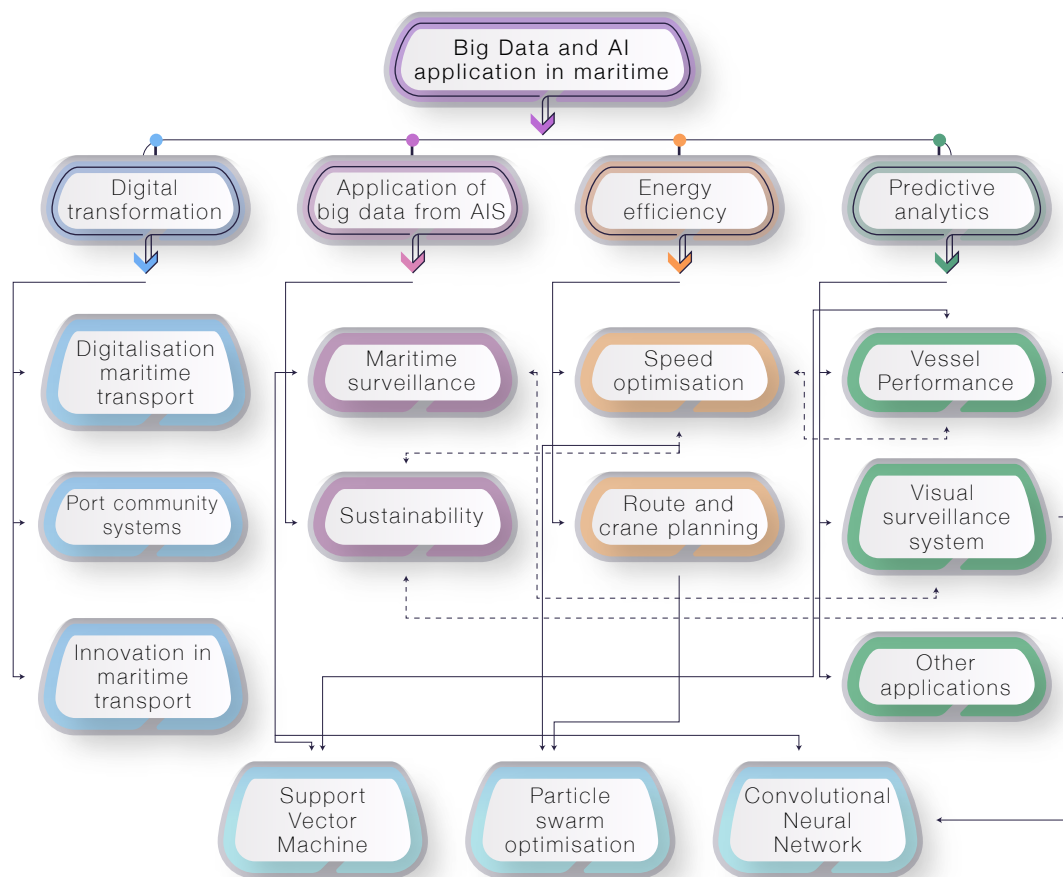 Big Data and AI
application in maritime
Digital
transformation
Application of
big data from AIS
Energy
efficiency
Predictive
analytics
Digitalisation
maritime
transport
Maritime
surveillance
Speed
optimisation
Vessel
Performance
Port community
systems
Sustainability
Route and
crane planning
Visual
surveillance
system
Innovation in
maritime
transport
Other
applications
Support
Vector
Machine
Particle
swarm
optimisation
Convolutional
Neural
Network